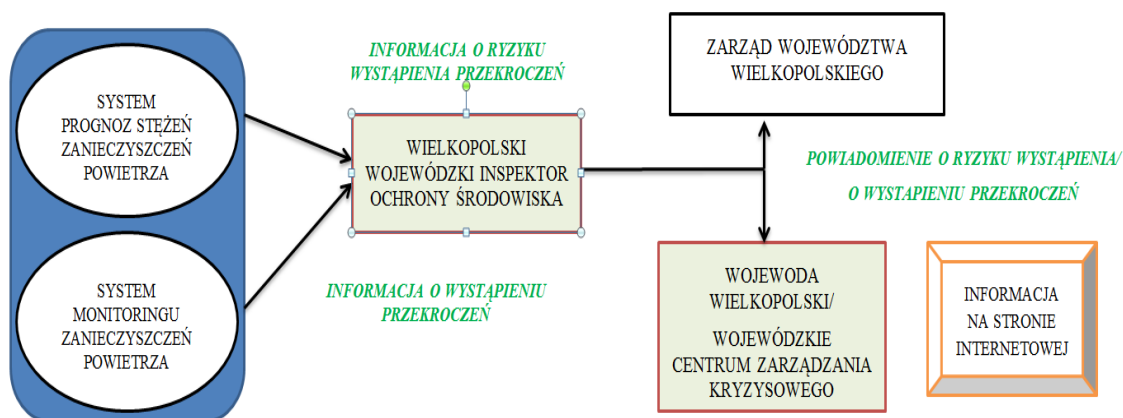 SYSTEM
PROGNOZ STĘŻEŃ
ZANIECZYSZCZEŃ
POWIETRZA
SYSTEM
MONITORINGU
ZANIECZYSZCZEŃ
POWIETRZA
INFORMACJA O RYZYKU
WYSTĄPIENIA PRZEKROCZEŃ
WIELKOPOLSKI
WOJEWÓDZKI INSPEKTOR
OCHRONY ŚRODOWISKA
INFORMACJA O WYSTĄPIENIU
PRZEKROCZEŃ
ZARZĄD WOJEWÓDZTWA
WIELKOPOLSKIEGO
POWIADOMIENIE O RYZYKU WYSTĄPIENIA/
O WYSTAPIENIU PRZEKROCZEŃ
WOJEWODA
WIELKOPOLSKI/
WOJEWÓDZKIE
CENTRUM ZARZĄDZANIA
KRYZYSOWEGO
INFORMACJA
NA STRONIE
INTERNETOWEJ